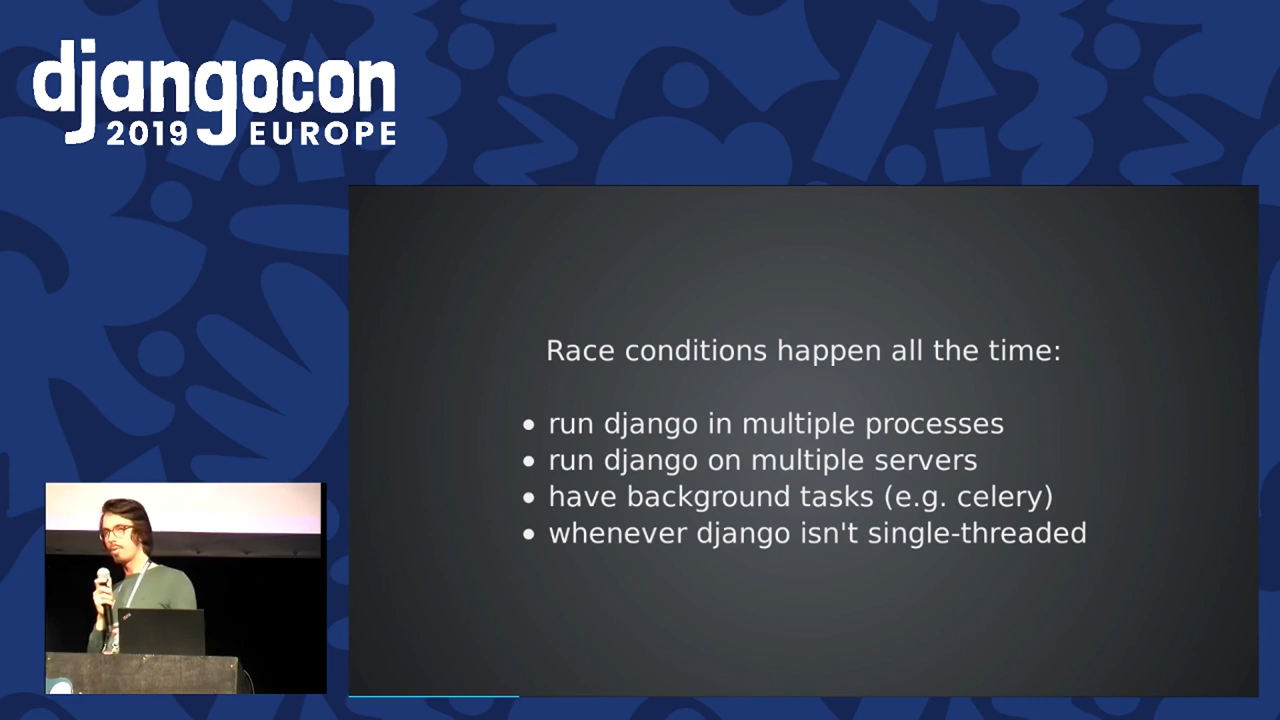 djangocon
2019 EUROPE
Race conditions happen all the time:
• run django in multiple processes
• run django on multiple servers
• have background tasks (e.g. celery)
• whenever django isn't single-threaded